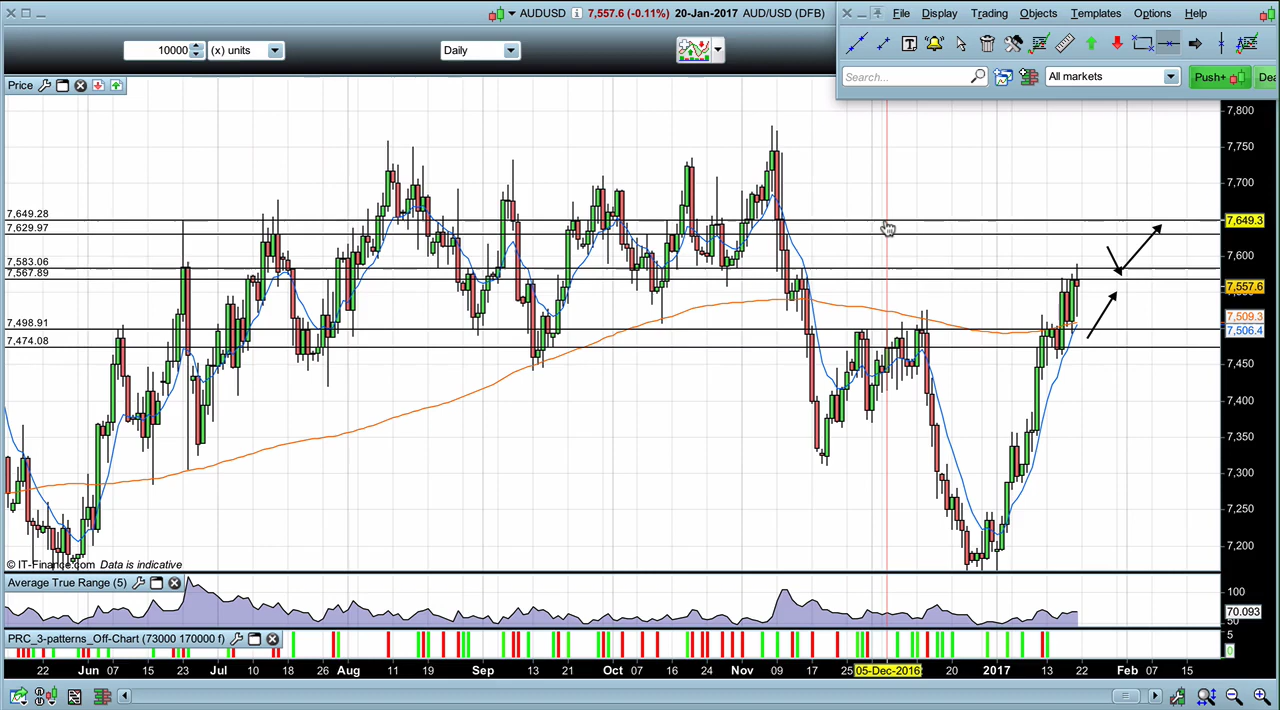 AUDUSD 7,557.6 (-0.11%) 20-Jan-2017 AUD/USD (DFB)
File Display Trading Objects Templates Options Help
10000 (x) units Daily
Search... All markets Push+
Price
7,800
7,750
7,700
7,649.28
7,649.3
7,629.97
7,600
7,583.06
7,567.89
7,557.6
7,509.3
7,498.91
7,506.4
7,474.08
7,450
7,400
7,350
7,300
7,250
7,200
© IT-Finance.com Data is indicative
Average True Range (5)
100
70.093
50
PRC_3-patterns_Off-Chart (73000 170000 f)
5
0
22 Jun 07 15 23 Jul 10 18 26 Aug 11 19 Sep 13 21 Oct 07 16 24 Nov 09 17 25 05-Dec-2016 20 2017 13 22 Feb 07 15